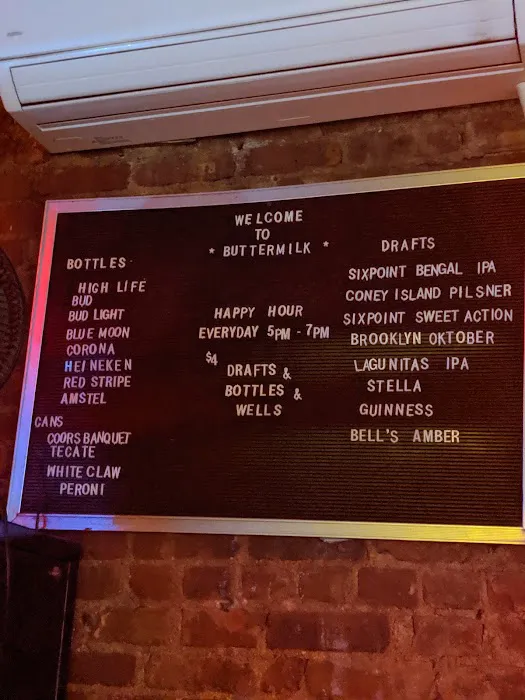 WELCOME
TO
* BUTTERMILK *
BOTTLES
HIGH LIFE
BUD
BUD LIGHT
BLUE MOON
CORONA
HEINEKEN
RED STRIPE
AMSTEL
CANS
COORS BANQUET
TECATE
WHITE CLAW
PERONI
HAPPY HOUR
EVERYDAY 5PM - 7PM
$4
DRAFTS &
BOTTLES &
WELLS
DRAFTS
SIXPOINT BENGAL IPA
CONEY ISLAND PILSNER
SIXPOINT SWEET ACTION
BROOKLYN OKTOBER
LAGUNITAS IPA
STELLA
GUINNESS
BELL'S AMBER